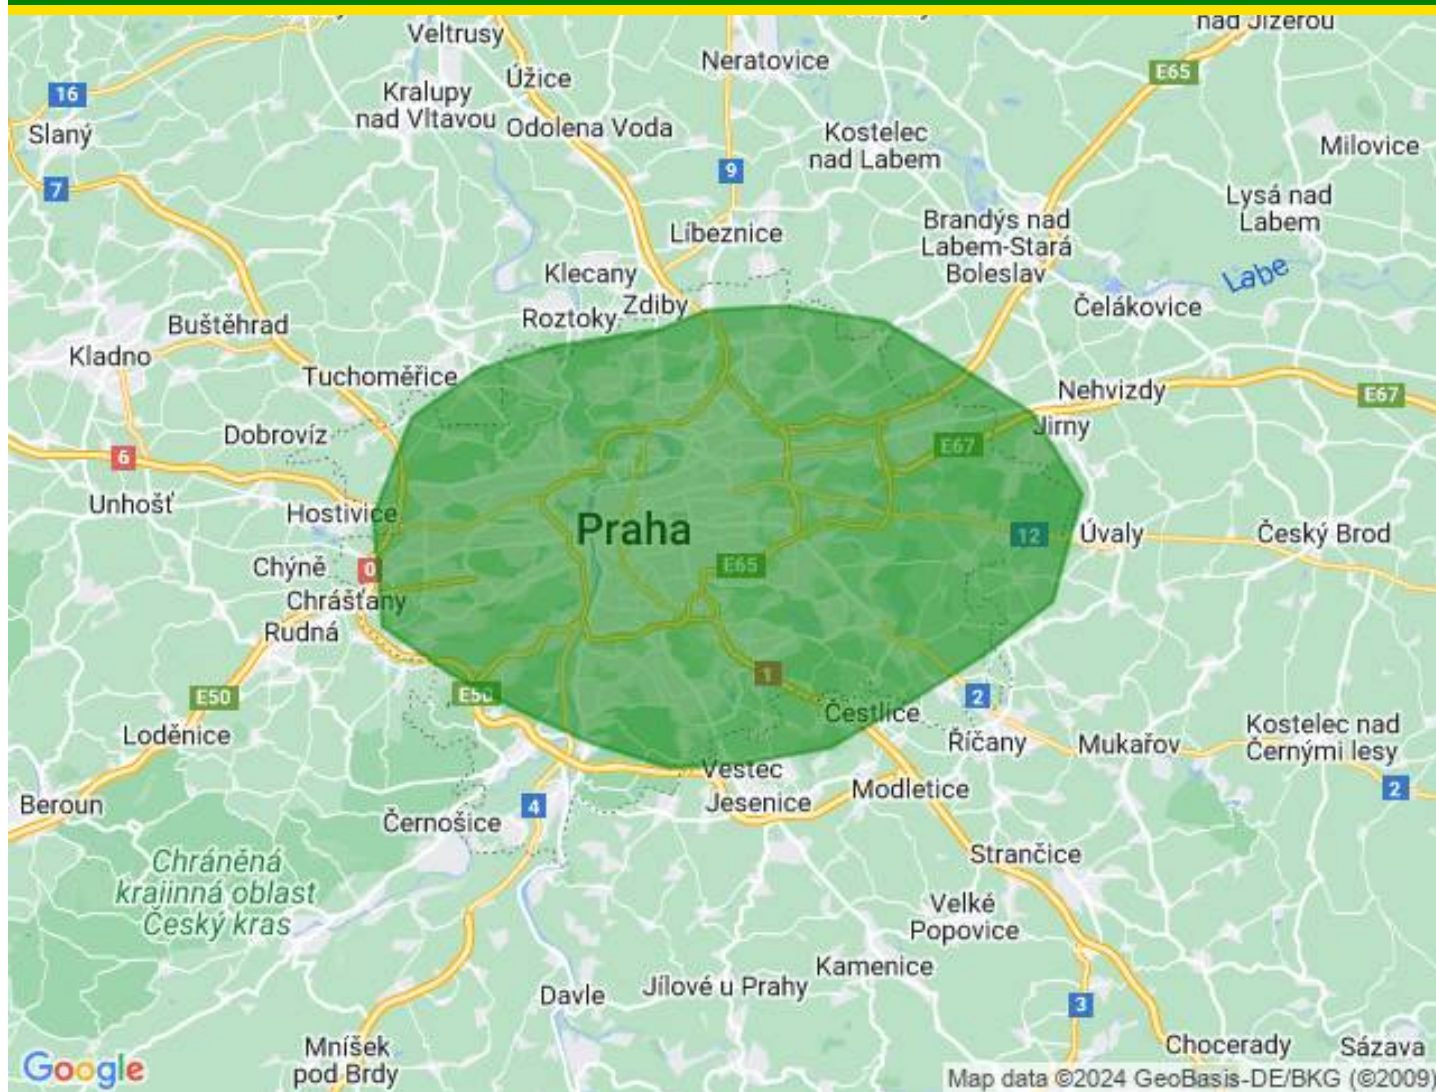 nad Jizerou
Veltrusy
Neratovice
E65
Úžice
16
Kralupy
nad Vltavou
Odolena Voda
Slaný
Kostelec
nad Labem
Milovice
9
7
Lysá nad
Labem
Brandýs nad
Labem-Stará
Boleslav
Líbeznice
Klecany
Labe
Zdiby
Čelákovice
Roztoky
Buštěhrad
Kladno
Tuchoměřice
Nehvizdy
E67
Jirny
Dobrovíz
E67
6
Unhošť
Hostivice
Praha
12
Úvaly
Český Brod
Chýně
0
E65
Chrášťany
Rudná
1
E50
E50
2
Čestlice
Loděnice
Říčany
Mukařov
Kostelec nad
Černými lesy
Vestec
Jesenice
Modletice
2
Beroun
4
Černošice
Chráněná
krajinná oblast
Český kras
Strančice
Velké
Popovice
Kamenice
Jílové u Prahy
Davle
3
Mníšek
pod Brdy
Chocerady
Sázava
Google
Map data ©2024 GeoBasis-DE/BKG (©2009)